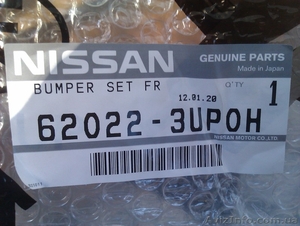 NISSAN
GENUINE PARTS
Made in Japan
BUMPER SET FR
Q'TY
12.01.20
1
62022-3UP0H
NISSAN MOTOR CO.,LTD.